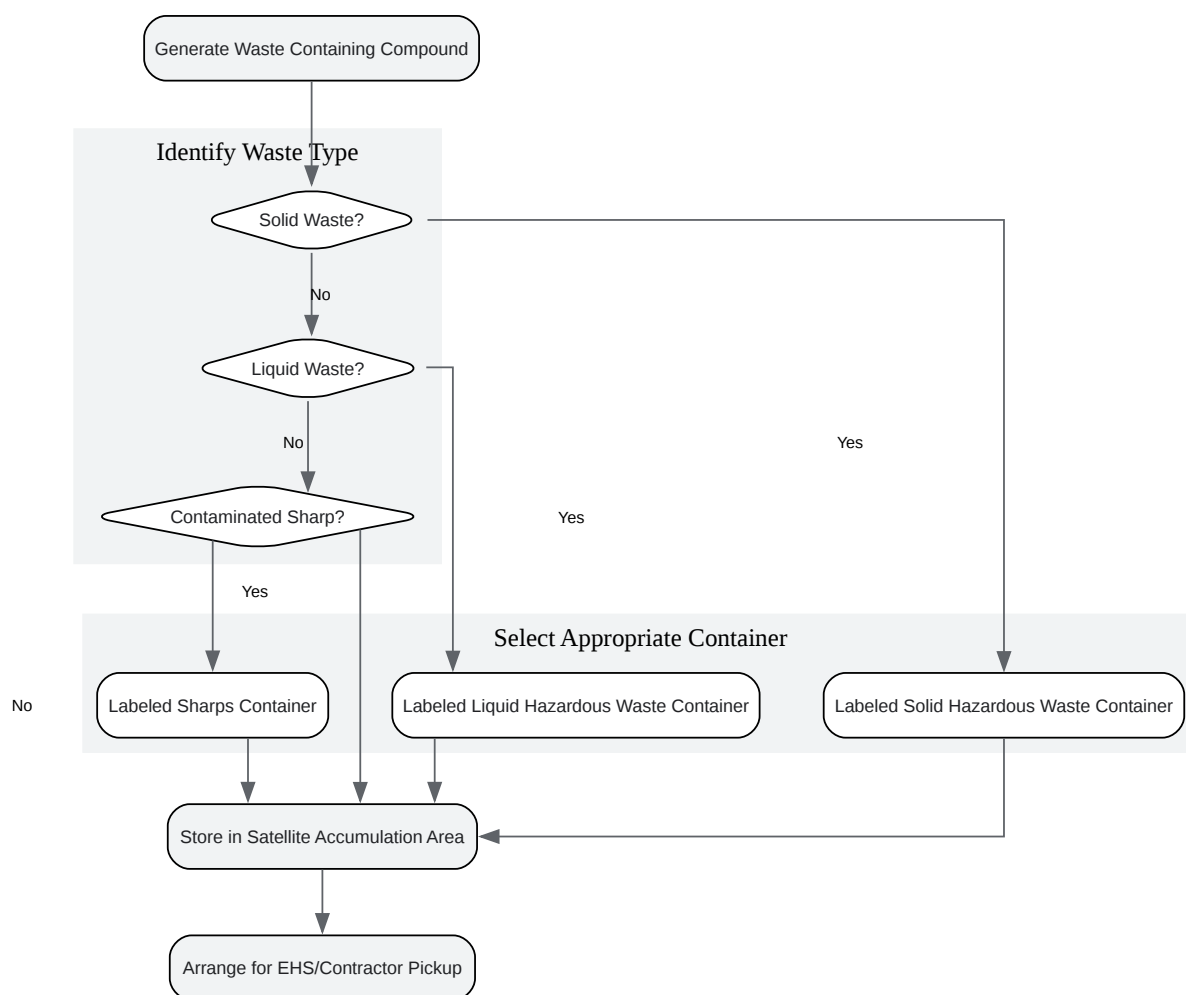 Generate Waste Containing Compound
Identify Waste Type
Solid Waste?
No
Liquid Waste?
No
Yes
Contaminated Sharp?
Yes
Yes
Select Appropriate Container
No
Labeled Sharps Container
Labeled Liquid Hazardous Waste Container
Labeled Solid Hazardous Waste Container
Store in Satellite Accumulation Area
Arrange for EHS/Contractor Pickup